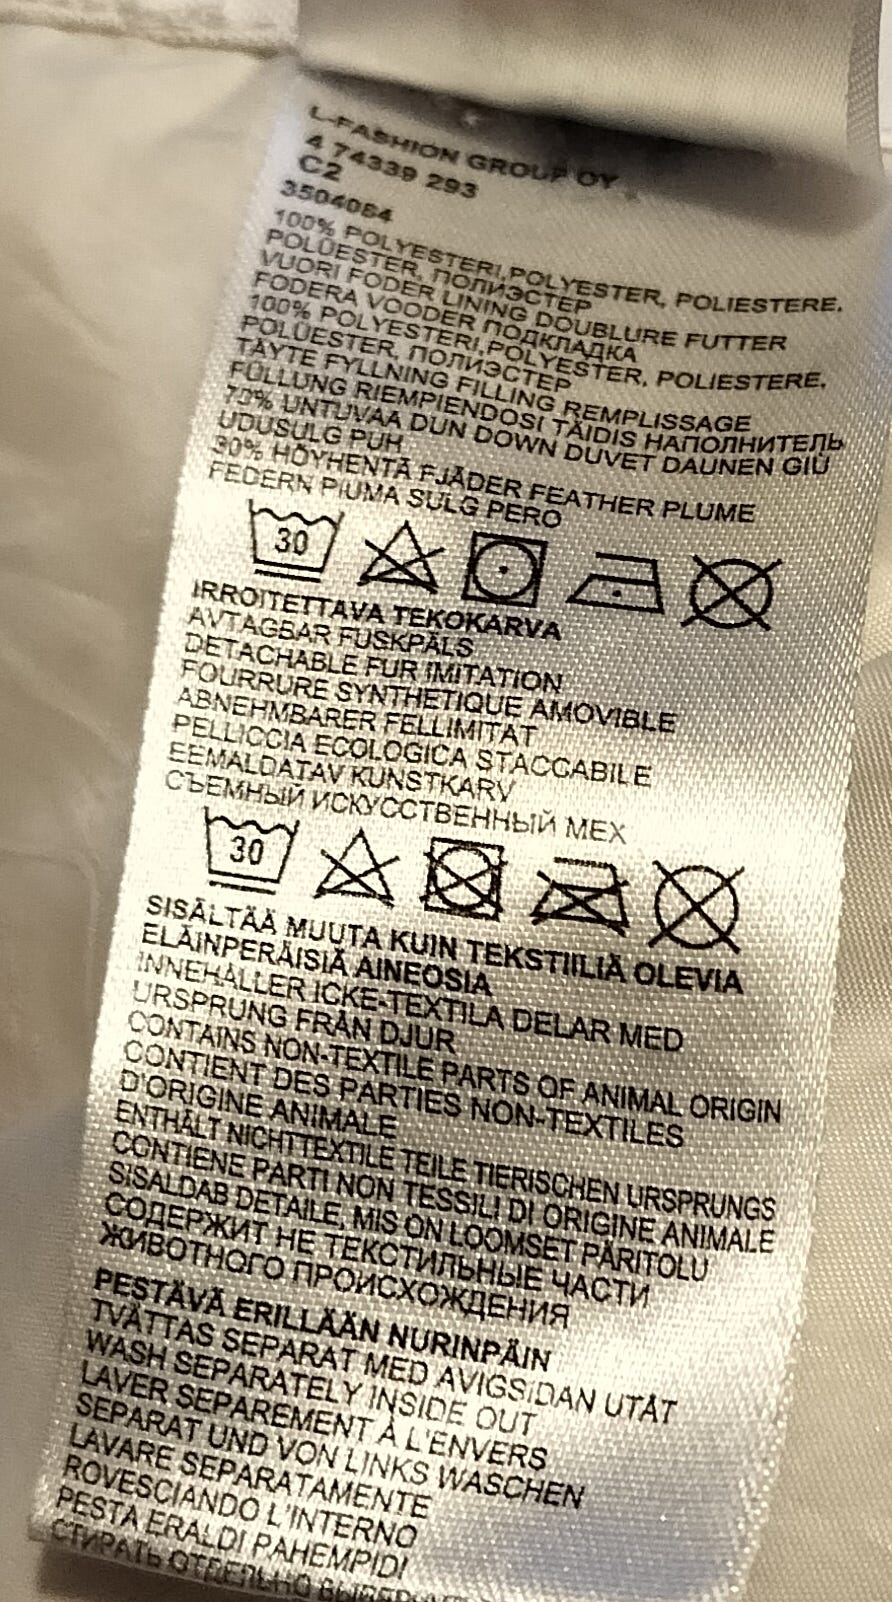 L-FASHION GROUP OY
4 74339 293
C2
3504084
100% POLYESTERI,POLYESTER, POLIESTERE.
POLÜESTER, ПОЛИЭСТЕР
VUORI FODER LINING DOUBLURE FUTTER
FODERA VOODER ПОДКЛАДКА
100% POLYESTERI,POLYESTER, POLIESTERE,
POLÜESTER, ПОЛИЭСТЕР
TÄYTE FYLLNING FILLING REMPLISSAGE
FÜLLUNG RIEMPIENDOSI TÄIDIS НАПОЛНИТЕЛЬ
70% UNTUVAA DUN DOWN DUVET DAUNEN GIÙ
UDUSULG PUH
30% HÖYHENTÄ FJÄDER FEATHER PLUME
FEDERN PIUMA SULG PERO
30
IRROITETTAVA TEKOKARVA
AVTAGBAR FUSKPÄLS
DETACHABLE FUR IMITATION
FOURRURE SYNTHETIQUE AMOVIBLE
ABNEHMBARER FELLIMITAT
PELLICCIA ECOLOGICA STACCABILE
EEMALDATAV KUNSTKARV
СЪЕМНЫЙ ИСКУССТВЕННЫЙ МЕХ
30
SISÄLTÄÄ MUUTA KUIN TEKSTIILIÄ OLEVIA
ELÄINPERÄISIÄ AINEOSIA
INNEHÅLLER ICKE-TEXTILA DELAR MED
URSPRUNG FRÅN DJUR
CONTAINS NON-TEXTILE PARTS OF ANIMAL ORIGIN
CONTIENT DES PARTIES NON-TEXTILES
D'ORIGINE ANIMALE
ENTHÄLT NICHTTEXTILE TEILE TIERISCHEN URSPRUNGS
CONTIENE PARTI NON TESSILI DI ORIGINE ANIMALE
SISALDAB DETAILE, MIS ON LOOMSET PÄRITOLU
СОДЕРЖИТ НЕ ТЕКСТИЛЬНЫЕ ЧАСТИ
ЖИВОТНОГО ПРОИСХОЖДЕНИЯ
PESTÄVÄ ERILLÄÄN NURINPÄIN
TVÄTTAS SEPARAT MED AVIGSIDAN UTÅT
WASH SEPARATELY INSIDE OUT
LAVER SEPAREMENT À L'ENVERS
SEPARAT UND VON LINKS WASCHEN
LAVARE SEPARATAMENTE
ROVESCIANDO L'INTERNO
PESTA ERALDI PAHEMPIDI
СТИРАТЬ ОТДЕЛЬНО